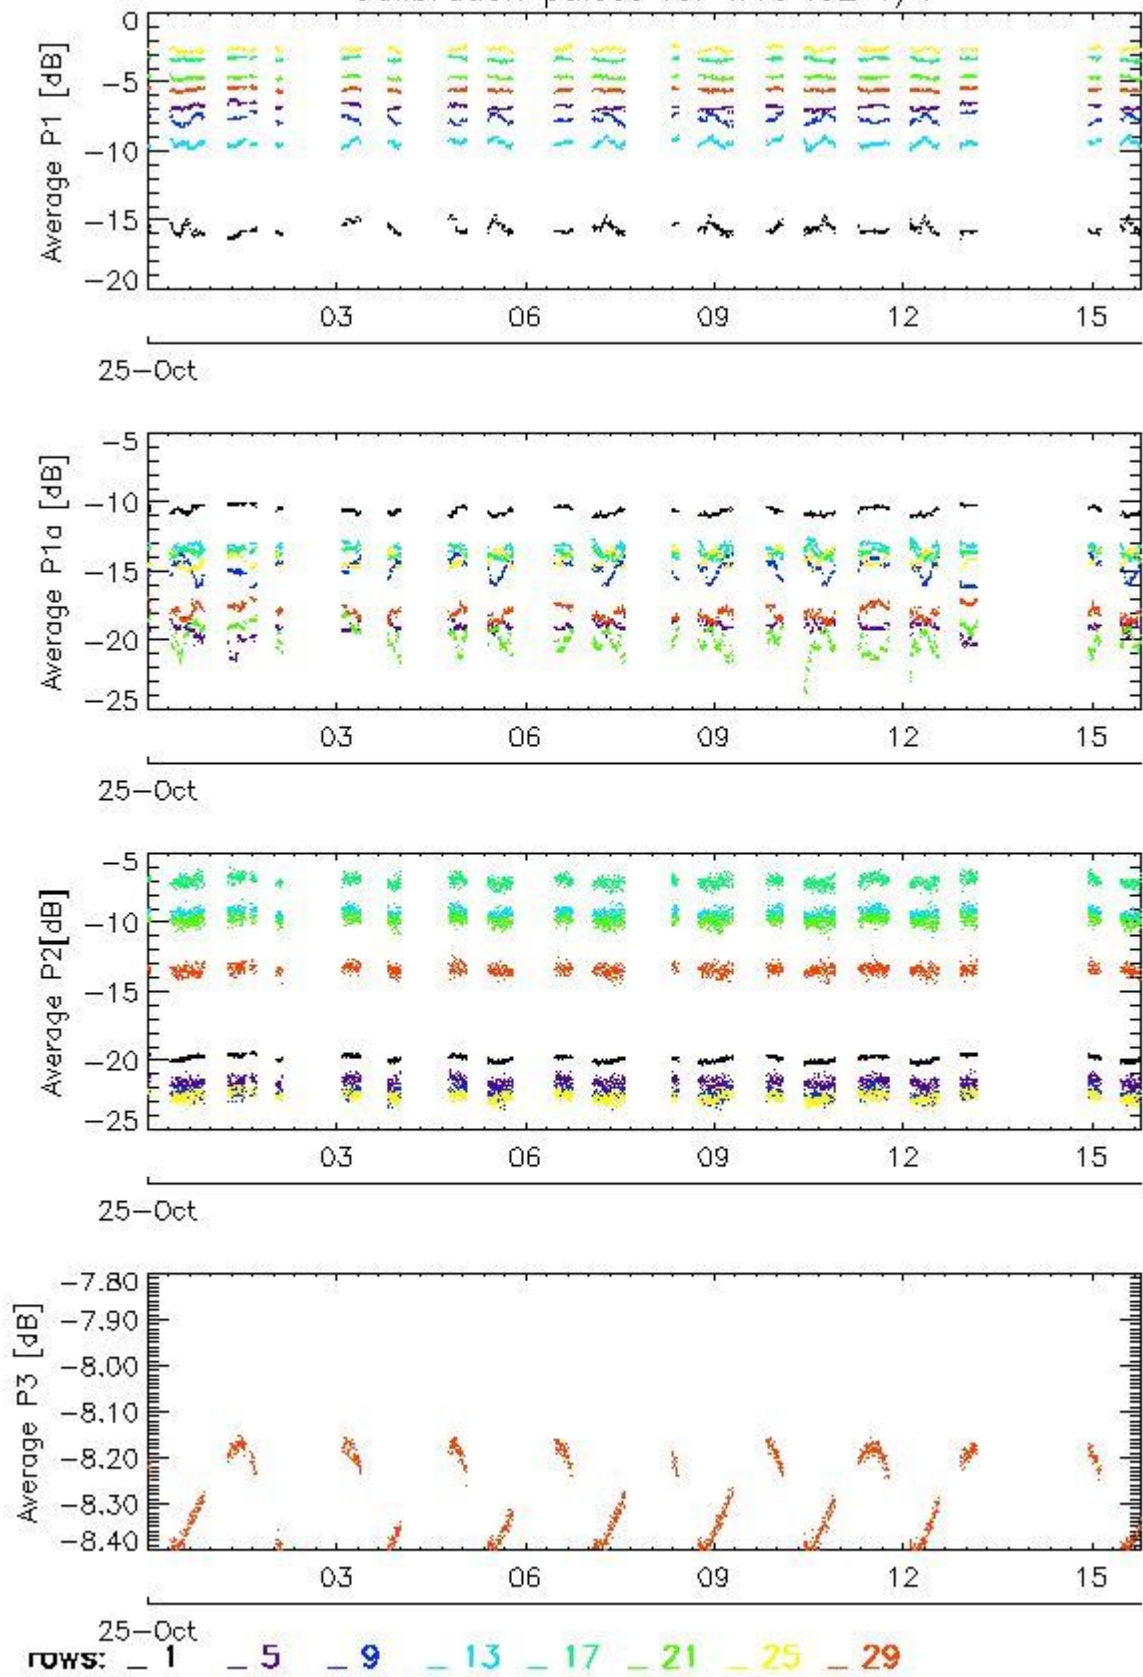 0
-5
-10
-15
-20
Average P1 [dB]
03 06 09 12 15
25-Oct
-5
-10
-15
-20
-25
Average P1a [dB]
03 06 09 12 15
25-Oct
-5
-10
-15
-20
-25
Average P2[dB]
03 06 09 12 15
25-Oct
-7.80
-7.90
-8.00
-8.10
-8.20
-8.30
-8.40
Average P3 [dB]
03 06 09 12 15
25-Oct
rows: _ 1 _ 5 _ 9 _ 13 _ 17 _ 21 _ 25 _ 29